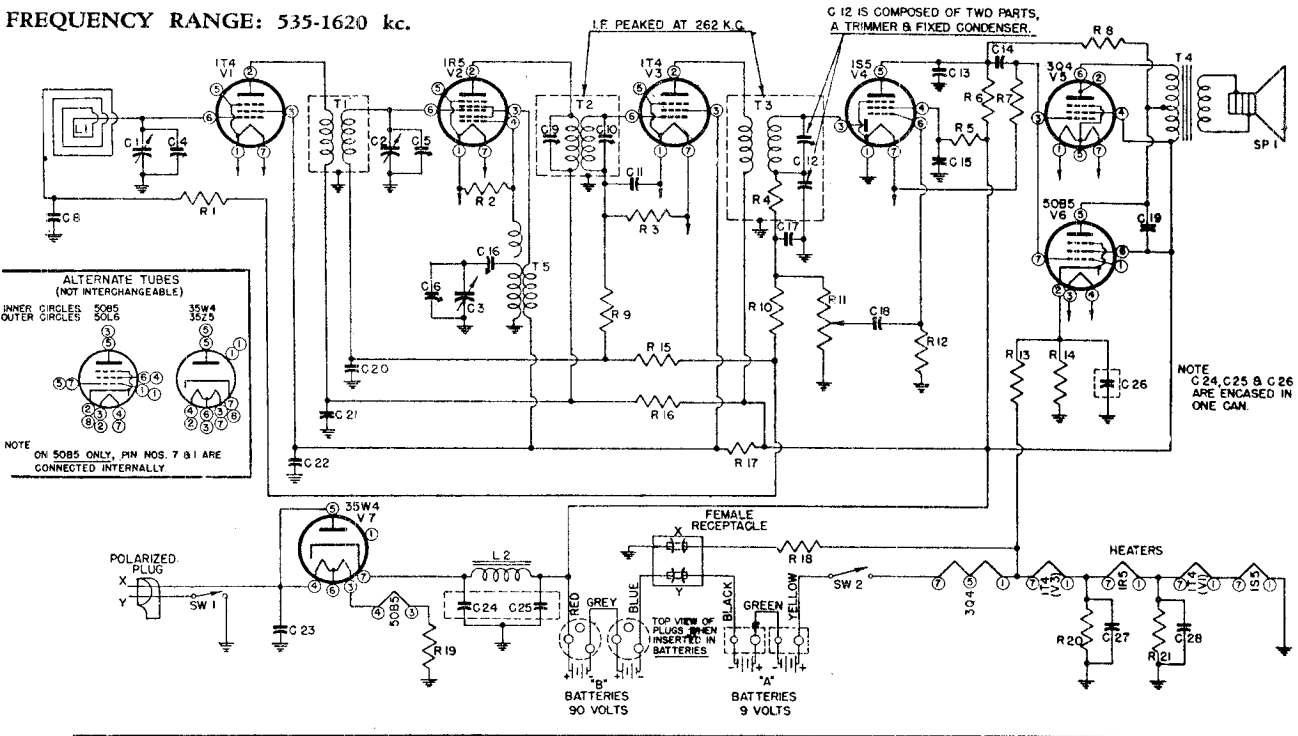 FREQUENCY RANGE: 535-1620 kc.
I.F. PEAKED AT 262 K.C.
C 12 IS COMPOSED OF TWO PARTS,
A TRIMMER & FIXED CONDENSER.
1T4
V1
1R5
V2
1T4
V3
1S5
V4
3Q4
V5
T4
SP 1
L1
C1
C4
T1
C2
C5
C9
T2
C10
T3
C12
C13
C14
R6
R7
R8
R5
C15
C8
R1
R2
C11
R3
R4
C17
50B5
V6
C19
C16
T5
C6
C3
R9
R10
R11
C18
R12
R13
R14
C26
NOTE
C 24, C 25 & C 26
ARE ENCASED IN
ONE CAN.
ALTERNATE TUBES
(NOT INTERCHANGEABLE)
INNER CIRCLES 50B5 35W4
OUTER CIRCLES 50L6 35Z5
NOTE
ON 50B5 ONLY, PIN NOS. 7 & 1 ARE
CONNECTED INTERNALLY.
R15
C20
R16
C21
R17
C22
35W4
V7
POLARIZED
PLUG
X
Y
SW 1
C23
50B5
R19
L2
C24
C25
RED
GREY
BLUE
"B"
BATTERIES
90 VOLTS
FEMALE
RECEPTACLE
X
Y
TOP VIEW OF
PLUGS WHEN
INSERTED IN
BATTERIES
R18
BLACK
GREEN
YELLOW
"A"
BATTERIES
9 VOLTS
SW 2
HEATERS
3Q4
1T4
(V3)
1R5
1T4
(V1)
1S5
R20
C27
R21
C28